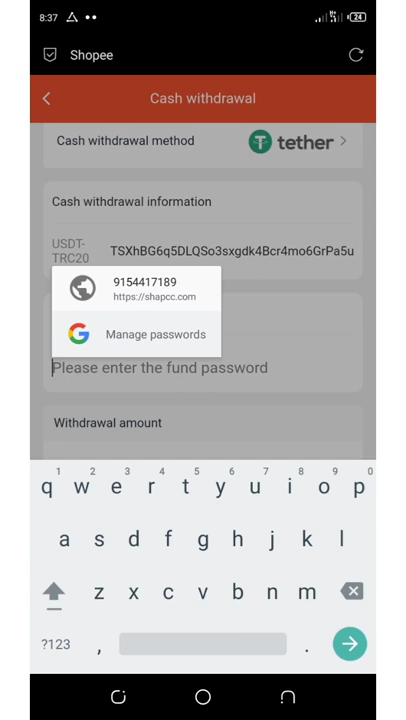 8:37
24
Shopee
Cash withdrawal
Cash withdrawal method
tether
Cash withdrawal information
USDT-
TRC20
TSXhBG6q5DLQSo3sxgdk4Bcr4mo6GrPa5u
9154417189
https://shapcc.com
Manage passwords
Please enter the fund password
Withdrawal amount
1 2 3 4 5 6 7 8 9 0
q w e r t y u i o p
a s d f g h j k l
z x c v b n m
?123 , .